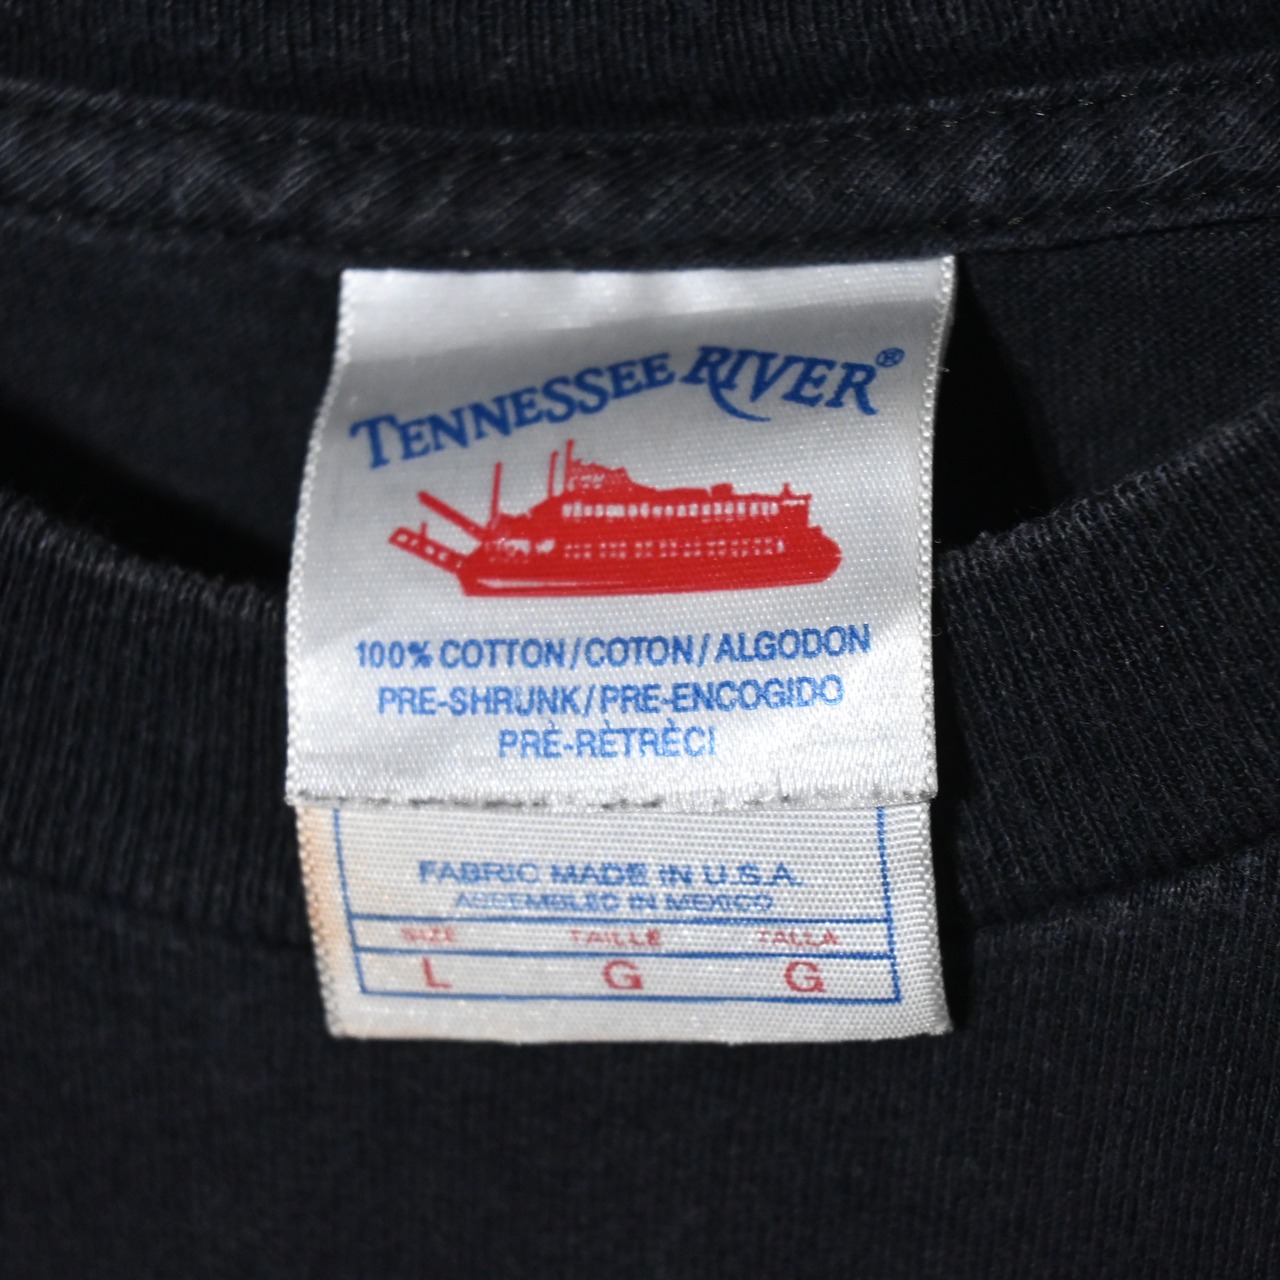 TENNESSEE RIVER®
100% COTTON/COTON/ALGODON
PRE-SHRUNK/PRE-ENCOGIDO
PRÉ-RÈTRÈCI
FABRIC MADE IN U.S.A.
ASSEMBLED IN MEXICO
SIZE TAILLE TALLA
L G G